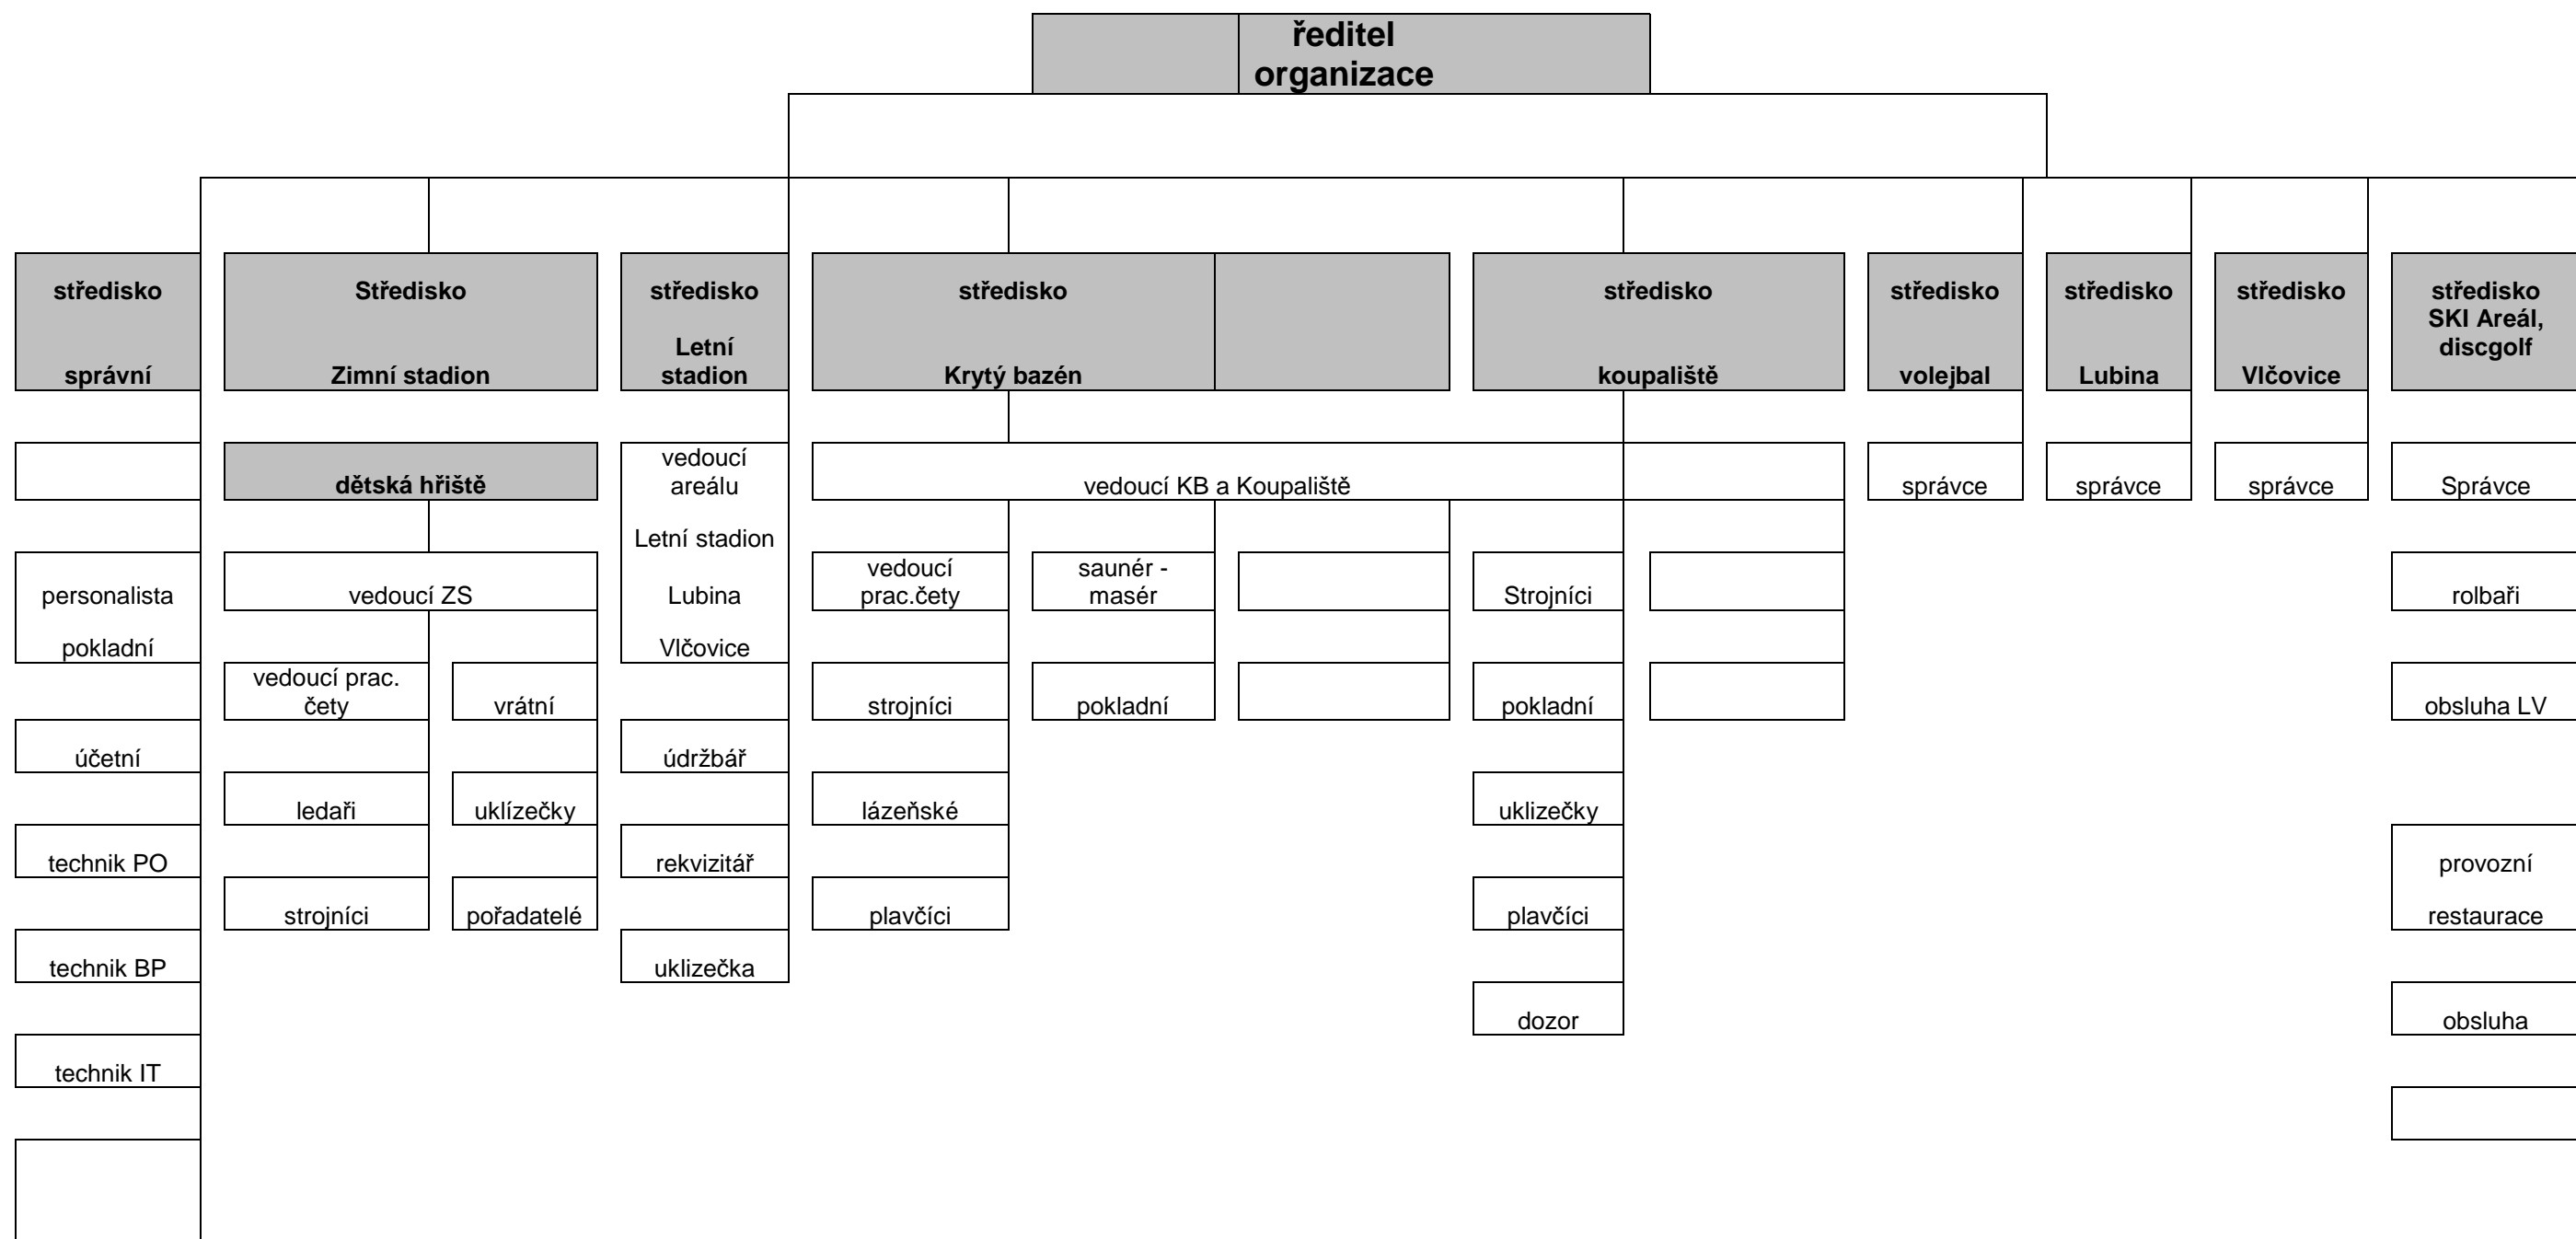 ředitel
organizace
středisko
správní
Středisko
Zimní stadion
středisko
Letní
stadion
středisko
Krytý bazén
středisko
koupaliště
středisko
volejbal
středisko
Lubina
středisko
Vlčovice
středisko
SKI Areál,
discgolf
dětská hřiště
vedoucí
areálu
Letní stadion
Lubina
Vlčovice
vedoucí KB a Koupaliště
správce
správce
správce
Správce
personalista
pokladní
vedoucí ZS
vedoucí
prac.čety
saunér -
masér
Strojníci
rolbaři
vedoucí prac.
čety
vrátní
strojníci
pokladní
pokladní
obsluha LV
účetní
údržbář
ledaři
uklízečky
lázeňské
uklizečky
technik PO
rekvizitář
provozní
restaurace
strojníci
pořadatelé
plavčíci
plavčíci
technik BP
uklizečka
dozor
obsluha
technik IT